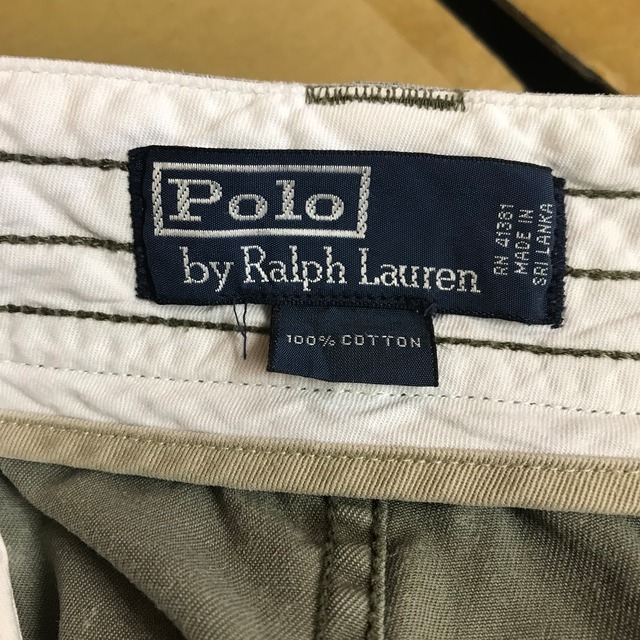 Polo
by Ralph Lauren
RN 41381
MADE IN
SRI LANKA
100% COTTON